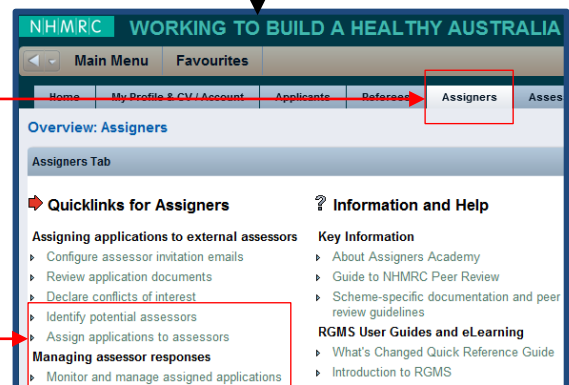 NHMRC WORKING TO BUILD A HEALTHY AUSTRALIA
Main Menu Favourites
Home My Profile & CV / Account Applicants Referees Assigners Asses
Overview: Assigners
Assigners Tab
Quicklinks for Assigners
Assigning applications to external assessors
Configure assessor invitation emails
Review application documents
Declare conflicts of interest
Identify potential assessors
Assign applications to assessors
Managing assessor responses
Monitor and manage assigned applications
? Information and Help
Key Information
About Assigners Academy
Guide to NHMRC Peer Review
Scheme-specific documentation and peer
review guidelines
RGMS User Guides and eLearning
What's Changed Quick Reference Guide
Introduction to RGMS